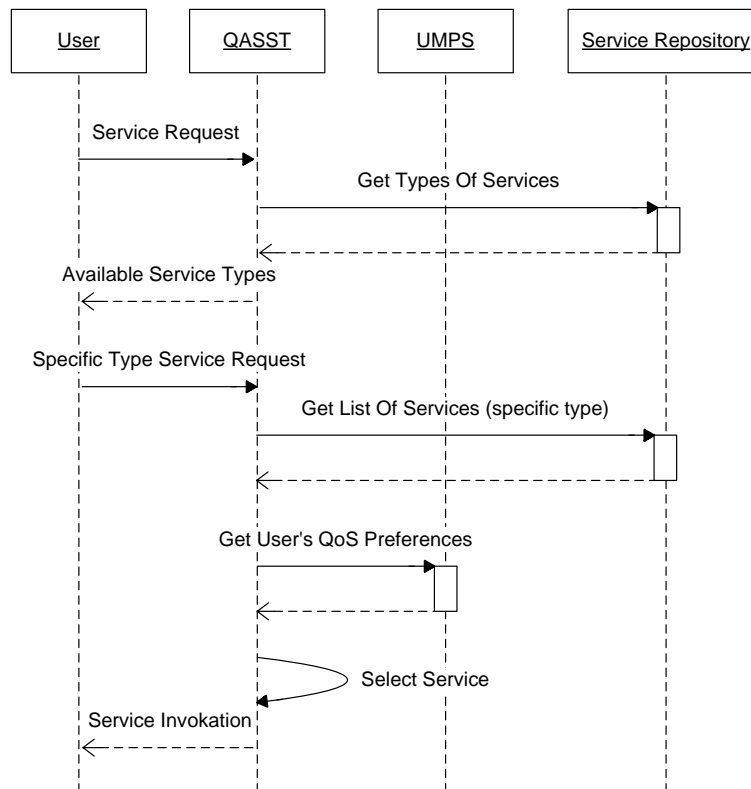 User
QASST
UMPS
Service Repository
Service Request
Get Types Of Services
Available Service Types
Specific Type Service Request
Get List Of Services (specific type)
Get User's QoS Preferences
Select Service
Service Invokation